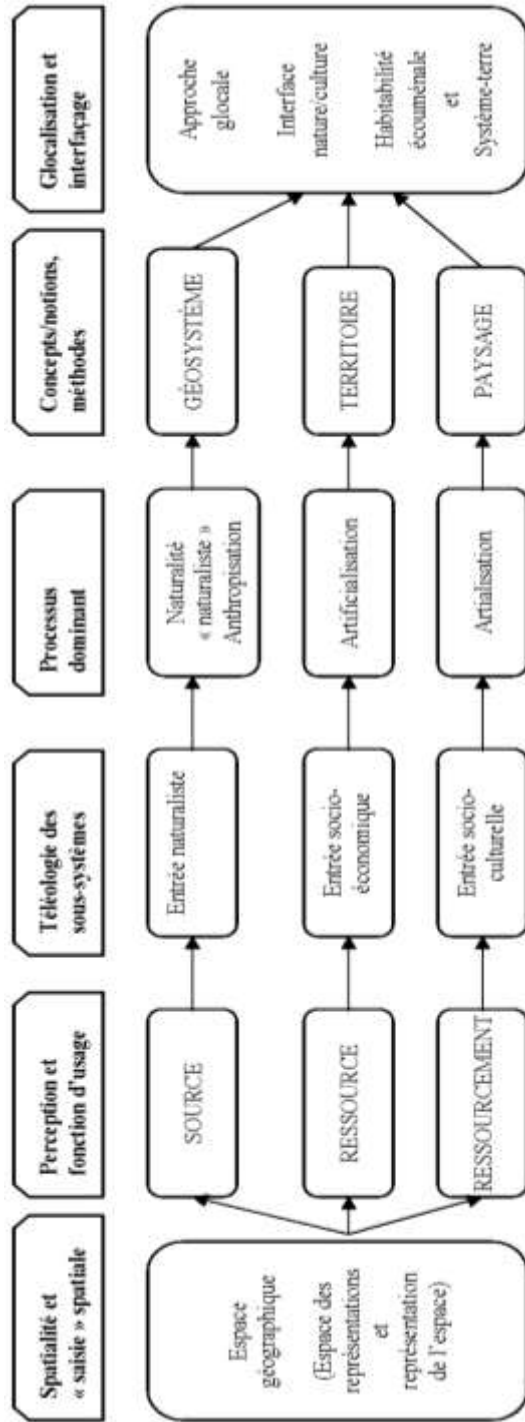 Spatialité et
« saisie » spatiale
Perception et
fonction d'usage
Téléologie des
sous-systèmes
Processus
dominant
Concepts/notions,
méthodes
Glocalisation et
interfaçage
Espace
géographique
(Espace des
représentations
et
représentation
de l'espace)
SOURCE
Entrée naturaliste
Naturalité
« naturaliste »
Anthropisation
GÉOSYSTÈME
RESSOURCE
Entrée socio-
économique
Artificialisation
TERRITOIRE
RESSOURCEMENT
Entrée socio-
culturelle
Artialisation
PAYSAGE
Approche
glocale
Interface
nature/culture
Habitabilité
écouménale
et
Système-terre